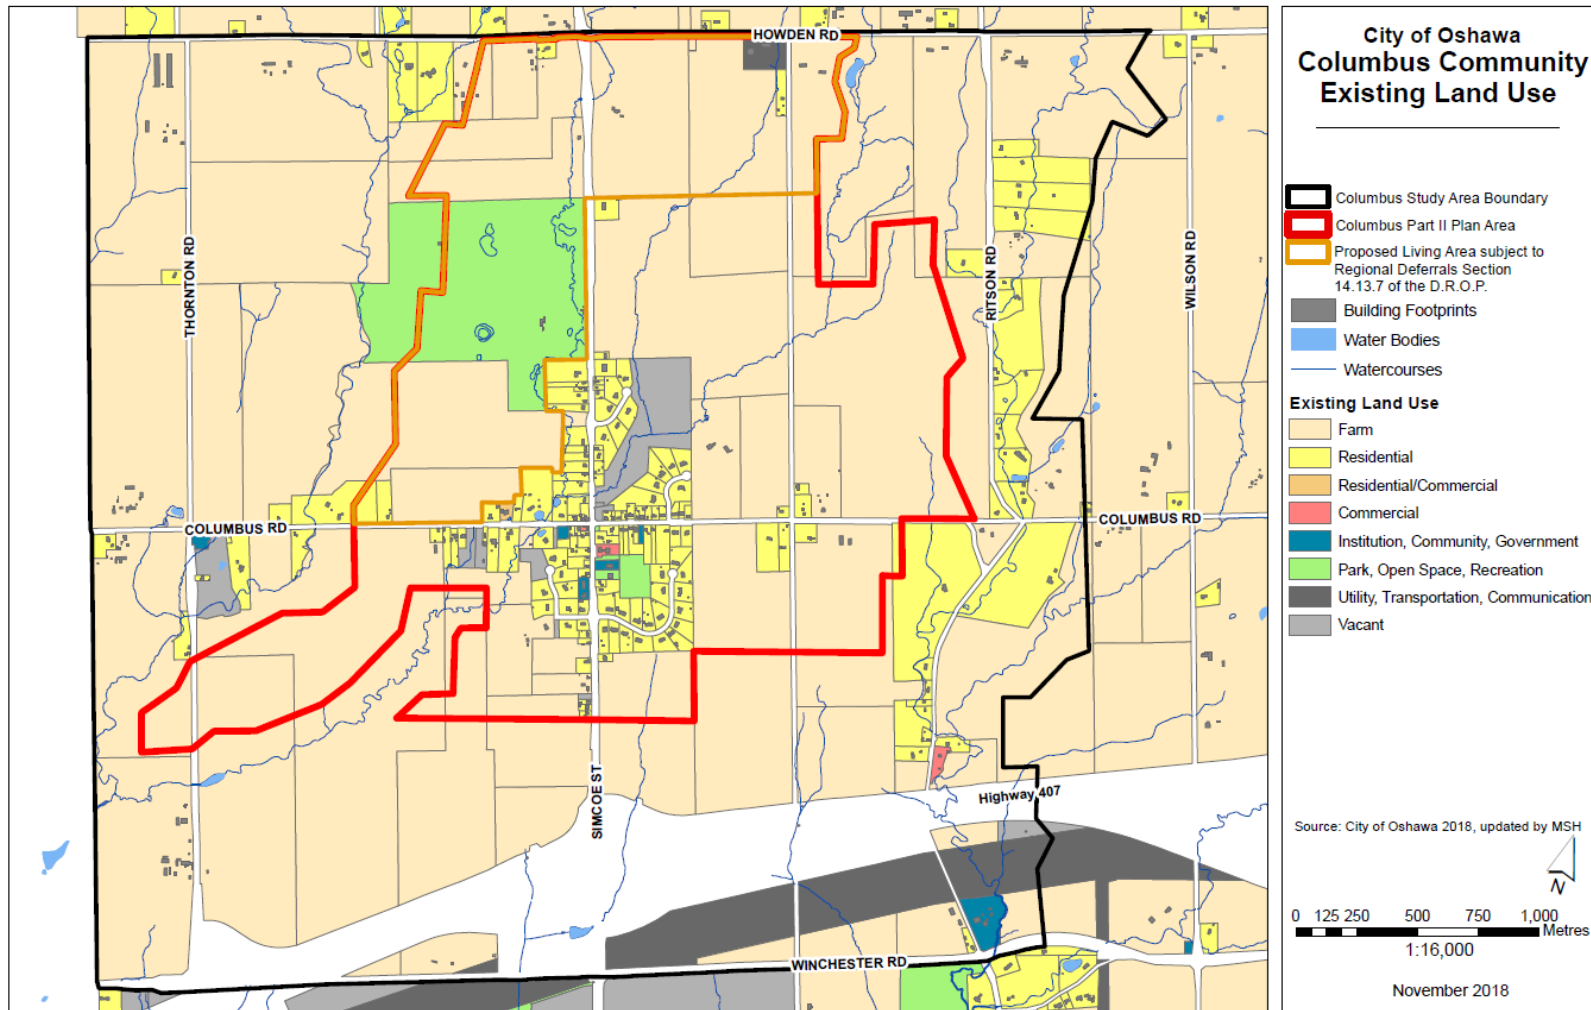 City of Oshawa
Columbus Community
Existing Land Use
Columbus Study Area Boundary
Columbus Part II Plan Area
Proposed Living Area subject to
Regional Deferrals Section
14.13.7 of the D.R.O.P.
Building Footprints
Water Bodies
Watercourses
Existing Land Use
Farm
Residential
Residential/Commercial
Commercial
Institution, Community, Government
Park, Open Space, Recreation
Utility, Transportation, Communication
Vacant
Source: City of Oshawa 2018, updated by MSH
N
0 125 250 500 750 1,000
Metres
1:16,000
November 2018
HOWDEN RD
THORNTON RD
RITSON RD
WILSON RD
COLUMBUS RD
COLUMBUS RD
SIMCOE ST
Highway 407
WINCHESTER RD